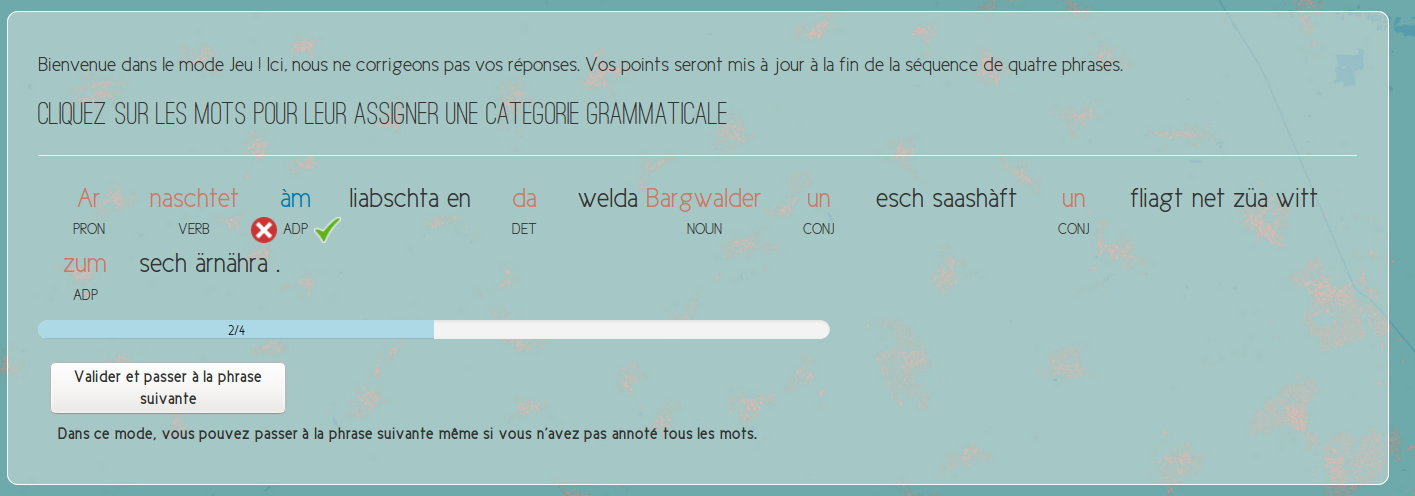 Bienvenue dans le mode Jeu ! Ici, nous ne corrigeons pas vos réponses. Vos points seront mis à jour à la fin de la séquence de quatre phrases.
CLIQUEZ SUR LES MOTS POUR LEUR ASSIGNER UNE CATEGORIE GRAMMATICALE
Ar naschtet àm liabschta en da welda Bargwalder un esch saashàft un fliagt net züa witt
PRON VERB ADP DET NOUN CONJ CONJ
zum sech ärnährra .
ADP
2/4
Valider et passer à la phrase
suivante
Dans ce mode, vous pouvez passer à la phrase suivante même si vous n'avez pas annoté tous les mots.